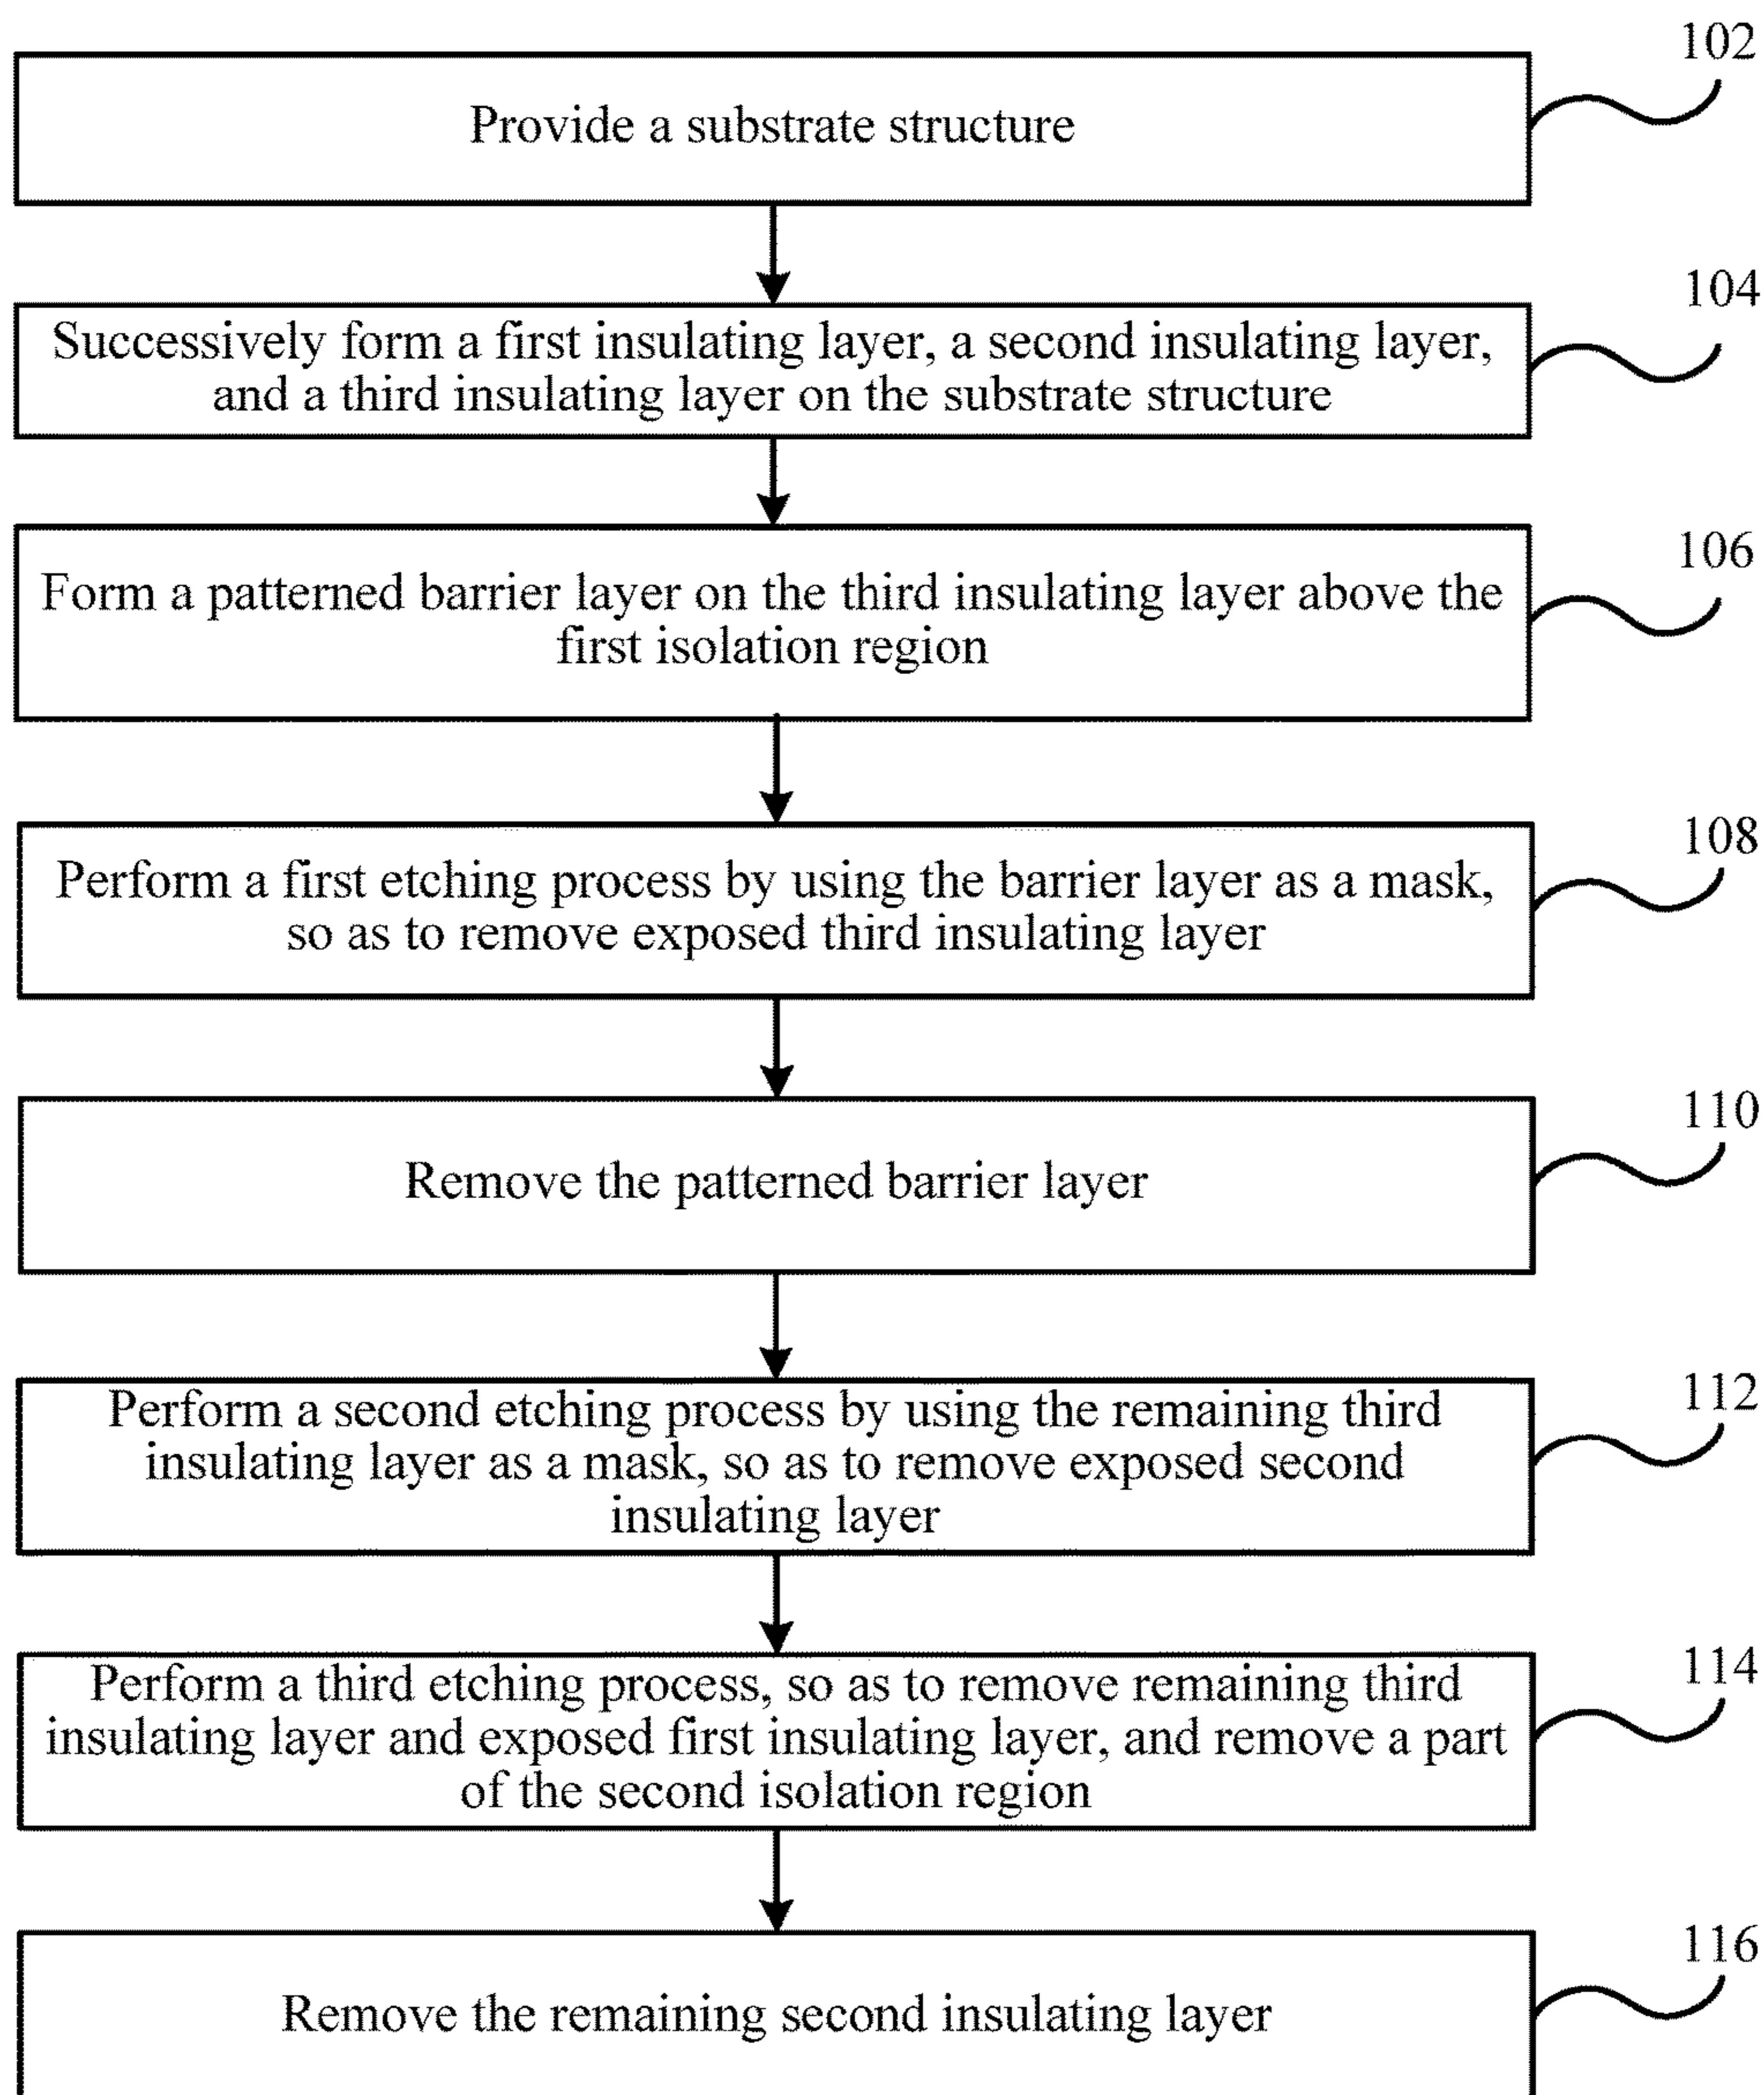 102
Provide a substrate structure
104
Successively form a first insulating layer, a second insulating layer,
and a third insulating layer on the substrate structure
106
Form a patterned barrier layer on the third insulating layer above the
first isolation region
108
Perform a first etching process by using the barrier layer as a mask,
so as to remove exposed third insulating layer
110
Remove the patterned barrier layer
112
Perform a second etching process by using the remaining third
insulating layer as a mask, so as to remove exposed second
insulating layer
114
Perform a third etching process, so as to remove remaining third
insulating layer and exposed first insulating layer, and remove a part
of the second isolation region
116
Remove the remaining second insulating layer